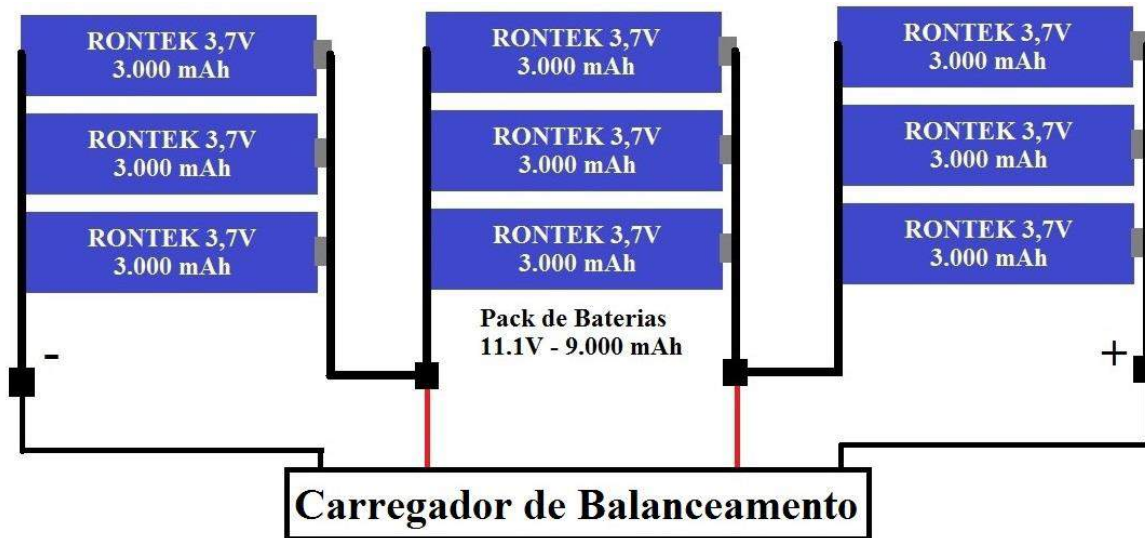 RONTEK 3,7V
3.000 mAh
RONTEK 3,7V
3.000 mAh
RONTEK 3,7V
3.000 mAh
RONTEK 3,7V
3.000 mAh
RONTEK 3,7V
3.000 mAh
RONTEK 3,7V
3.000 mAh
RONTEK 3,7V
3.000 mAh
RONTEK 3,7V
3.000 mAh
RONTEK 3,7V
3.000 mAh
Pack de Baterias
11.1V - 9.000 mAh
-
+
Carregador de Balanceamento